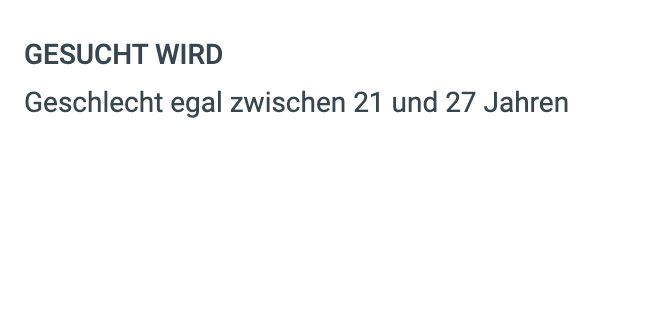 GESUCHT WIRD
Geschlecht egal zwischen 21 und 27 Jahren